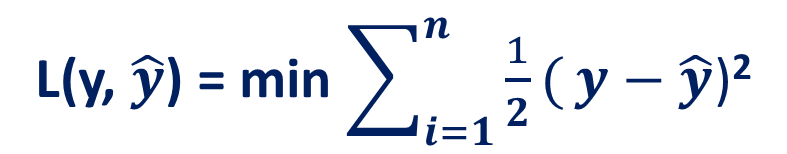 L(y, ŷ) = min ∑ⁿᵢ₌₁ ½ ( y − ŷ)²